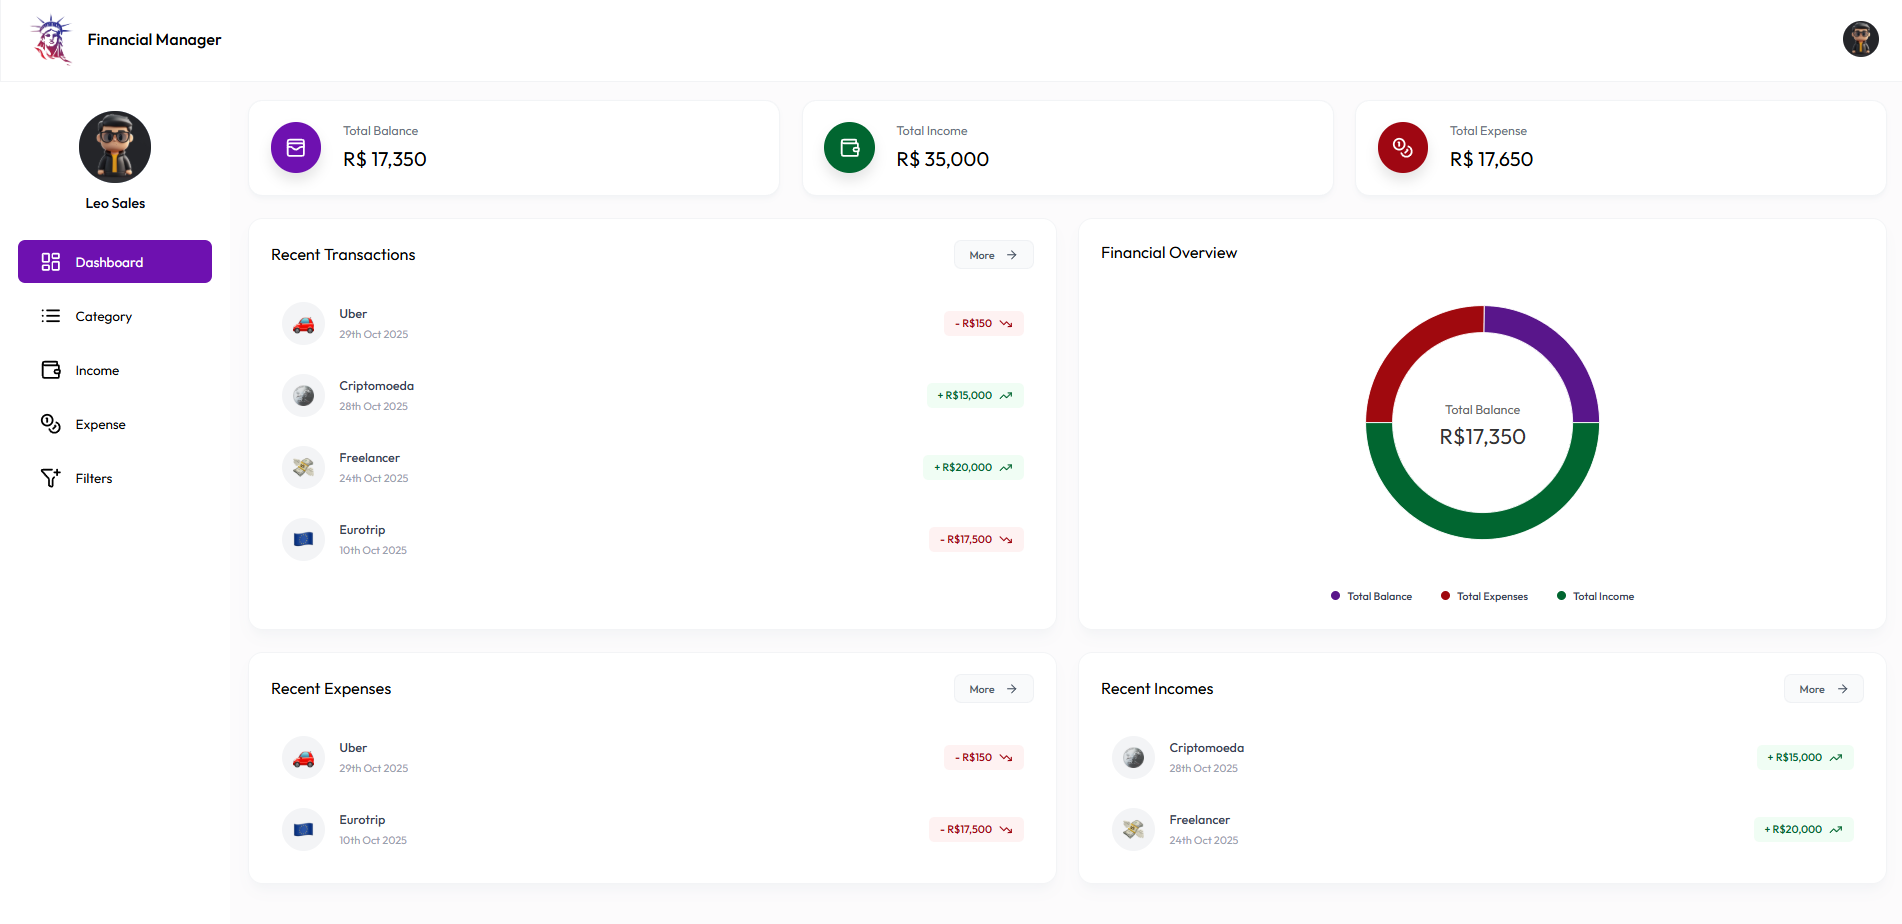 Financial Manager
Leo Sales
Dashboard
Category
Income
Expense
Filters
Total Balance
R$ 17,350
Total Income
R$ 35,000
Total Expense
R$ 17,650
Recent Transactions
More
Uber
29th Oct 2025
- R$150
Criptomoeda
28th Oct 2025
+ R$15,000
Freelancer
24th Oct 2025
+ R$20,000
Eurotrip
10th Oct 2025
- R$17,500
Financial Overview
Total Balance
R$17,350
Total Balance
Total Expenses
Total Income
Recent Expenses
More
Uber
29th Oct 2025
- R$150
Eurotrip
10th Oct 2025
- R$17,500
Recent Incomes
More
Criptomoeda
28th Oct 2025
+ R$15,000
Freelancer
24th Oct 2025
+ R$20,000